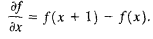 ∂f/∂x = f(x + 1) − f(x).